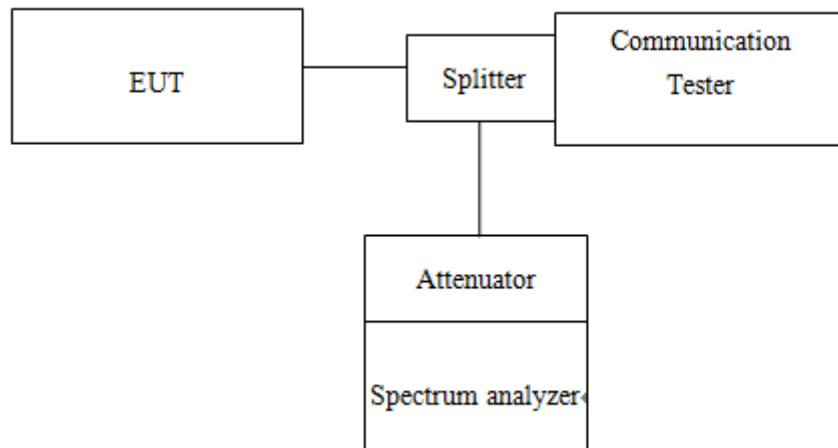 EUT
Splitter
Communication
Tester
Attenuator
Spectrum analyzer